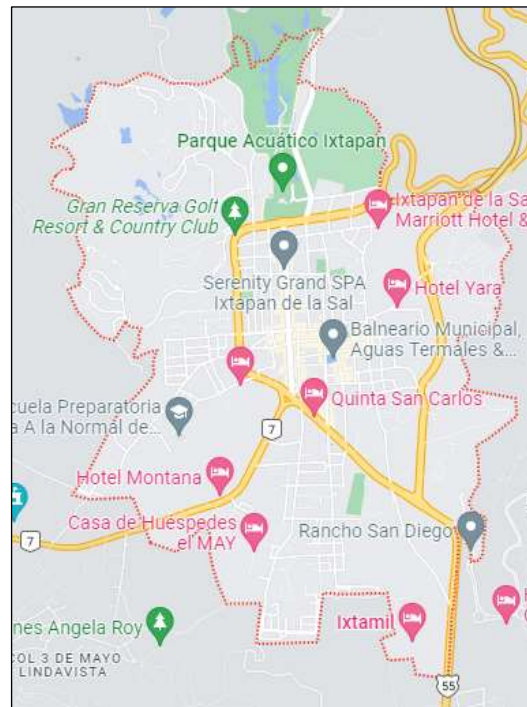 Parque Acuático Ixtapan
Gran Reserva Golf
Resort & Country Club
Ixtapan de la Sa
Marriott Hotel &
Serenity Grand SPA
Ixtapan de la Sal
Hotel Yara
Balneario Municipal,
Aguas Termales &...
Quinta San Carlos
cuela Preparatoria
a A la Normal de...
7
Hotel Montana
7
Casa de Huespedes
el MAY
Rancho San Diego
Ixtamil
nes Angela Roy
COL 3 DE MAYO
LINDAVISTA
55